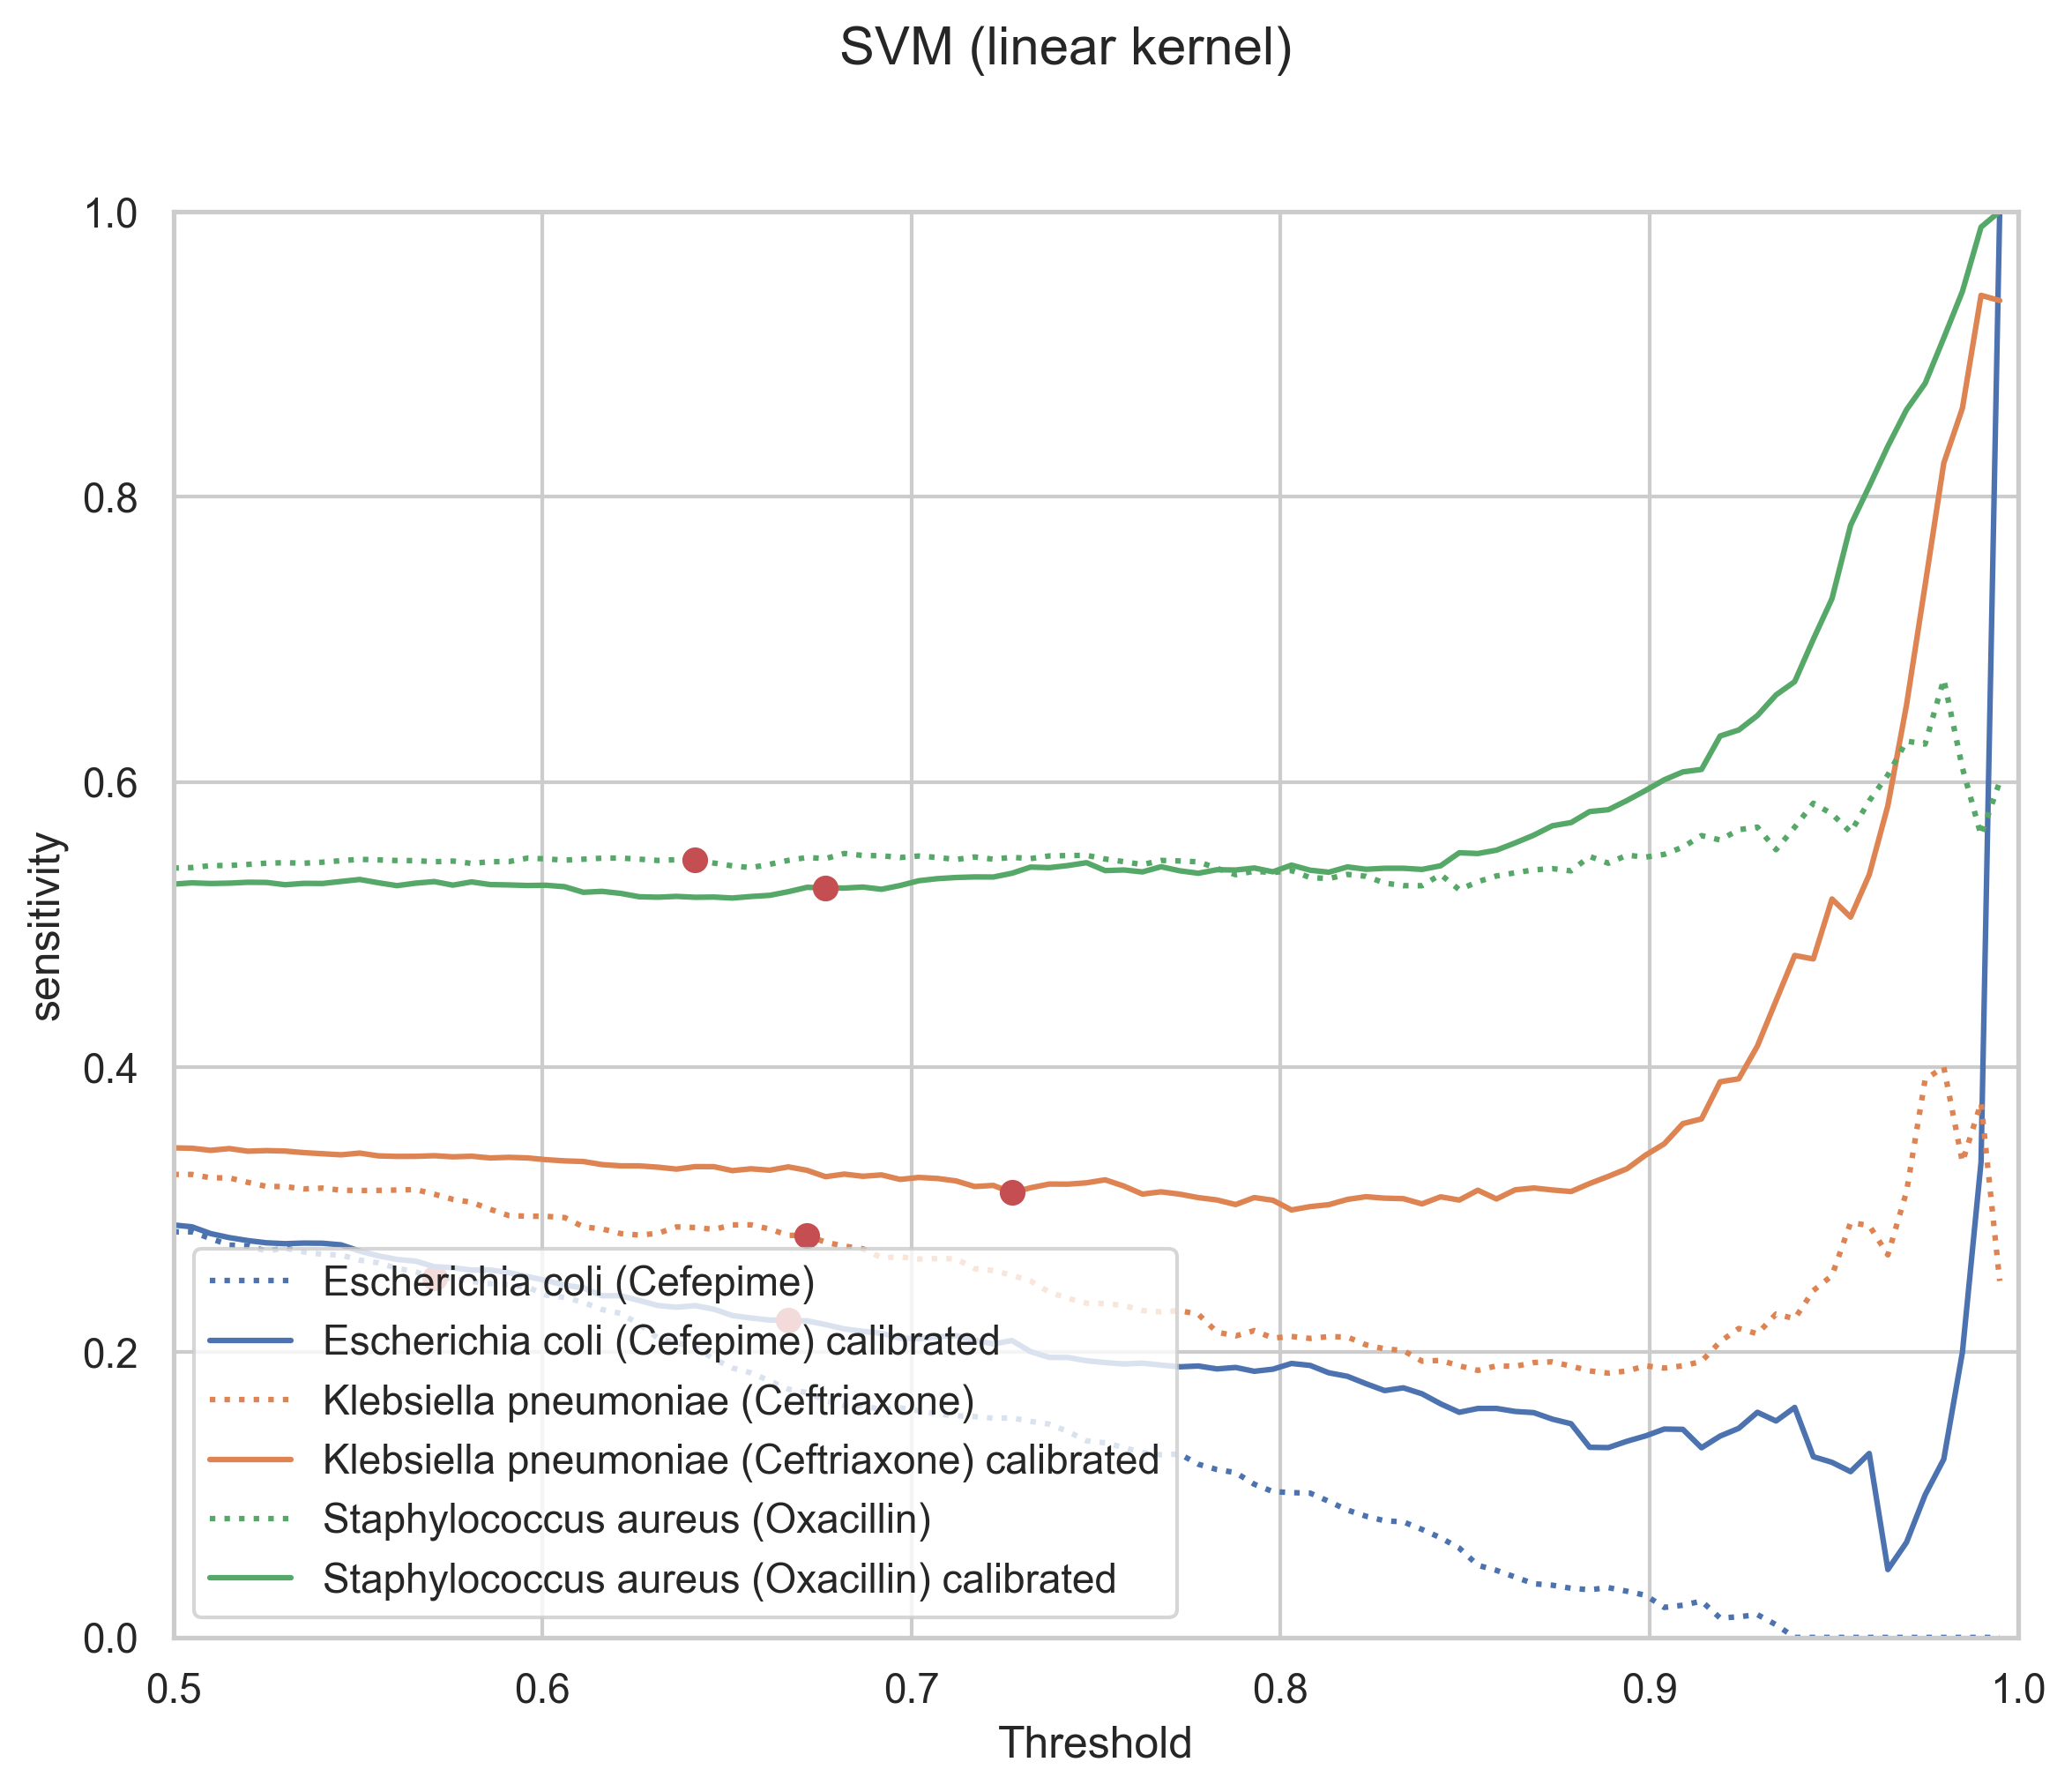 SVM (linear kernel)
1.0
0.8
0.6
0.4
0.2
0.0
sensitivity
Escherichia coli (Cefepime)
Escherichia coli (Cefepime) calibrated
Klebsiella pneumoniae (Ceftriaxone)
Klebsiella pneumoniae (Ceftriaxone) calibrated
Staphylococcus aureus (Oxacillin)
Staphylococcus aureus (Oxacillin) calibrated
0.5 0.6 0.7 0.8 0.9 1.0
Threshold